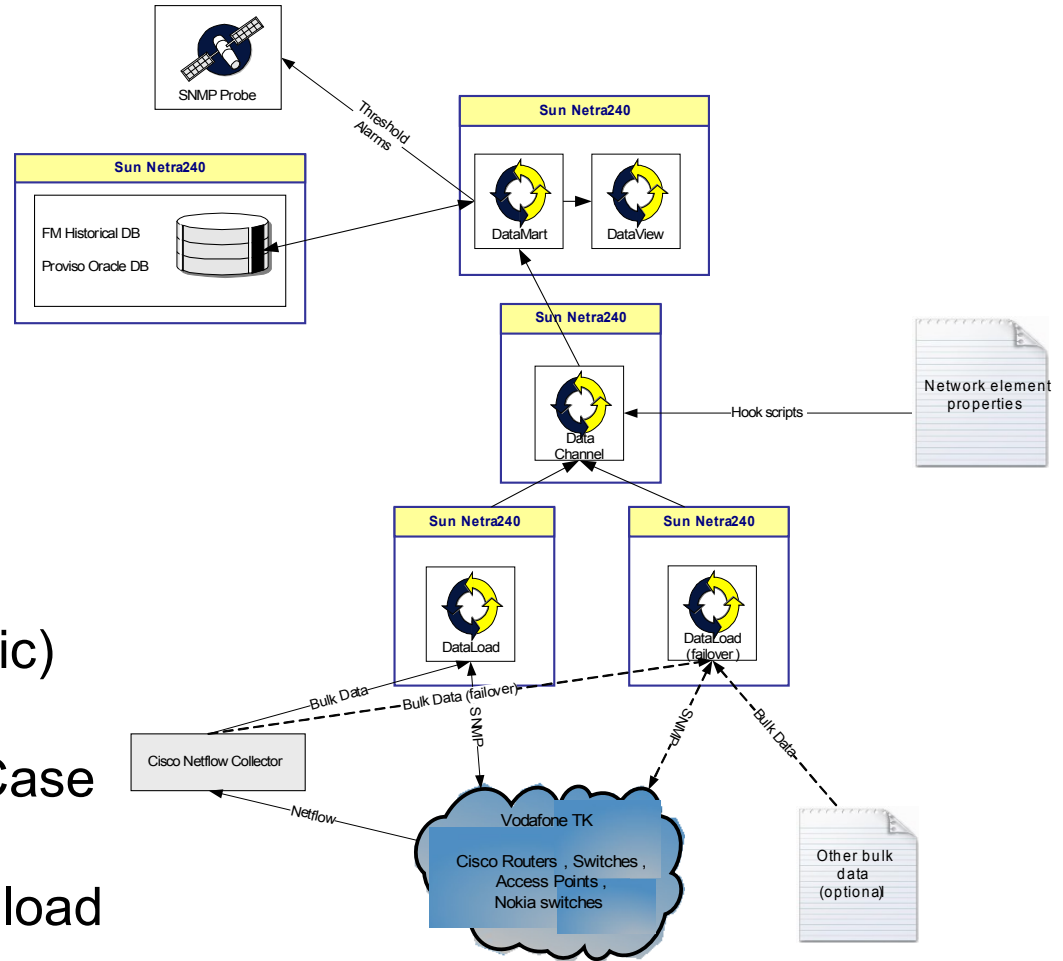 SNMP Probe
Threshold
Alarms
Sun Netra240
DataMart
DataView
Sun Netra240
FM Historical DB
Proviso Oracle DB
Sun Netra240
Data
Channel
Hook scripts
Network element
properties
Sun Netra240
DataLoad
Sun Netra240
DataLoad
(failover)
ic)
Case
load
Bulk Data
Bulk Data (failover)
SNMP
SNMP
Bulk Data
Cisco Netflow Collector
Netflow
Vodafone TK
Cisco Routers , Switches ,
Access Points ,
Nokia switches
Other bulk
data
(optional)